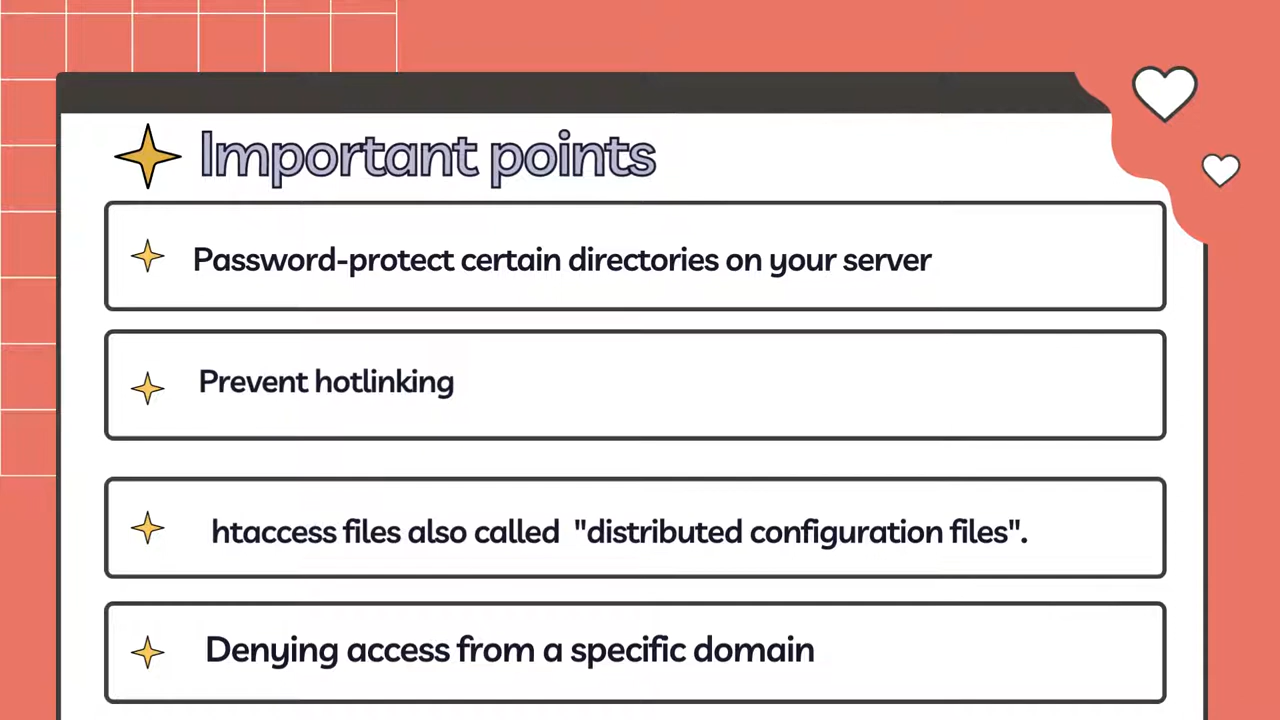 Important points
Password-protect certain directories on your server
Prevent hotlinking
htaccess files also called "distributed configuration files".
Denying access from a specific domain